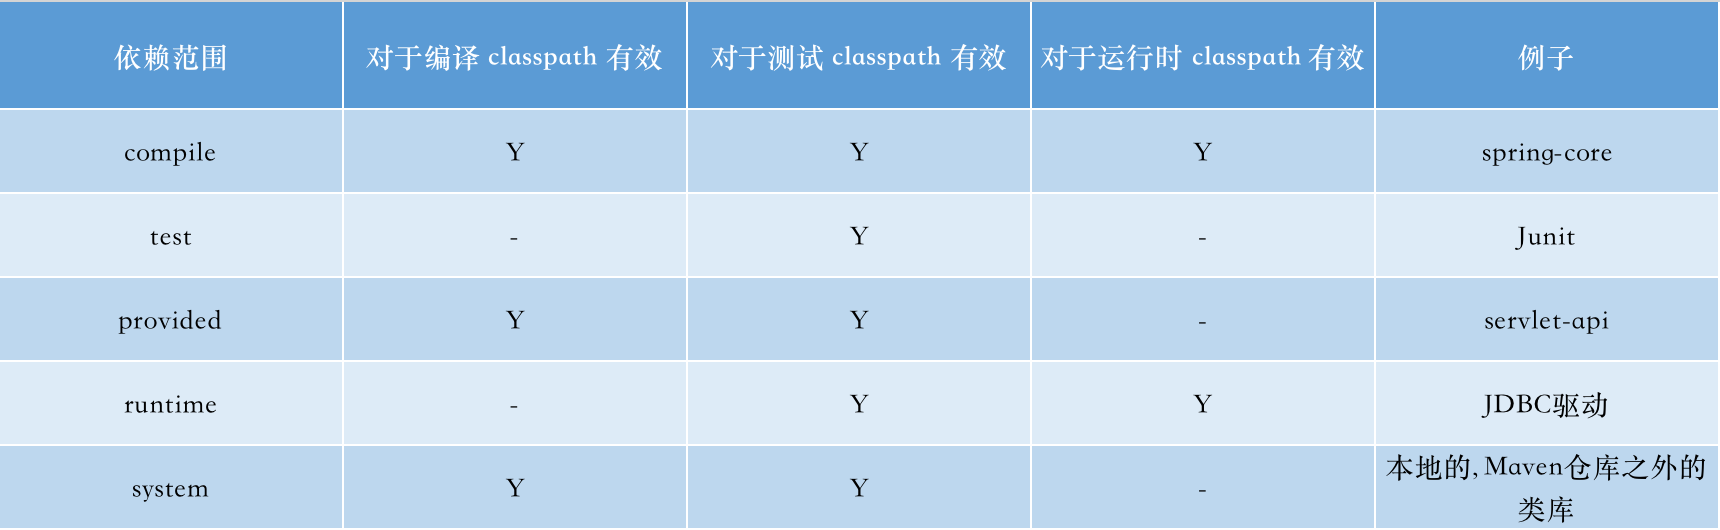 依赖范围 对于编译 classpath 有效 对于测试 classpath 有效 对于运行时 classpath 有效 例子
compile Y Y Y spring-core
test - Y - Junit
provided Y Y - servlet-api
runtime - Y Y JDBC驱动
system Y Y - 本地的, Maven仓库之外的
类库